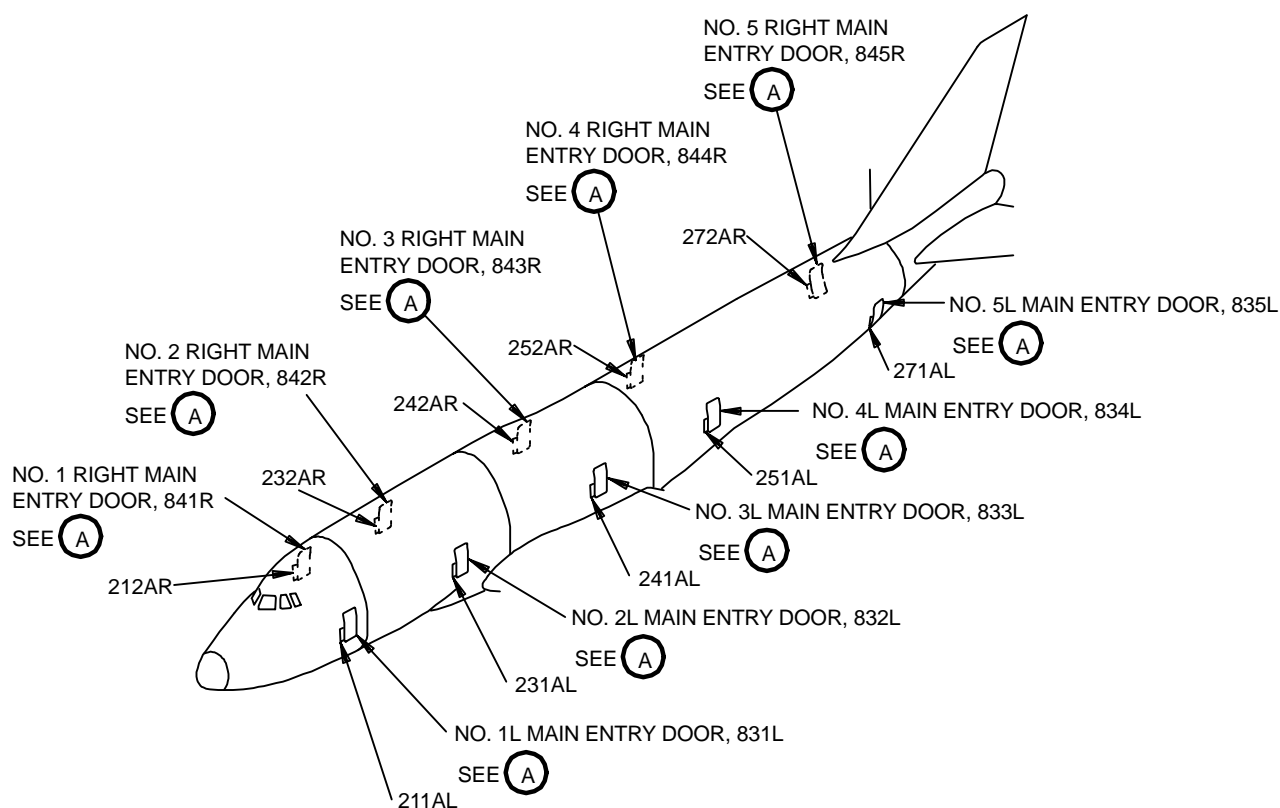 NO. 5 RIGHT MAIN
ENTRY DOOR, 845R
SEE A
NO. 4 RIGHT MAIN
ENTRY DOOR, 844R
SEE A
272AR
NO. 3 RIGHT MAIN
ENTRY DOOR, 843R
SEE A
NO. 5L MAIN ENTRY DOOR, 835L
SEE A
271AL
252AR
NO. 2 RIGHT MAIN
ENTRY DOOR, 842R
SEE A
242AR
NO. 4L MAIN ENTRY DOOR, 834L
SEE A
251AL
NO. 1 RIGHT MAIN
ENTRY DOOR, 841R
SEE A
232AR
NO. 3L MAIN ENTRY DOOR, 833L
SEE A
241AL
212AR
NO. 2L MAIN ENTRY DOOR, 832L
SEE A
231AL
NO. 1L MAIN ENTRY DOOR, 831L
SEE A
211AL